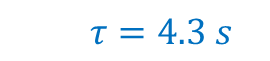 τ = 4.3 s